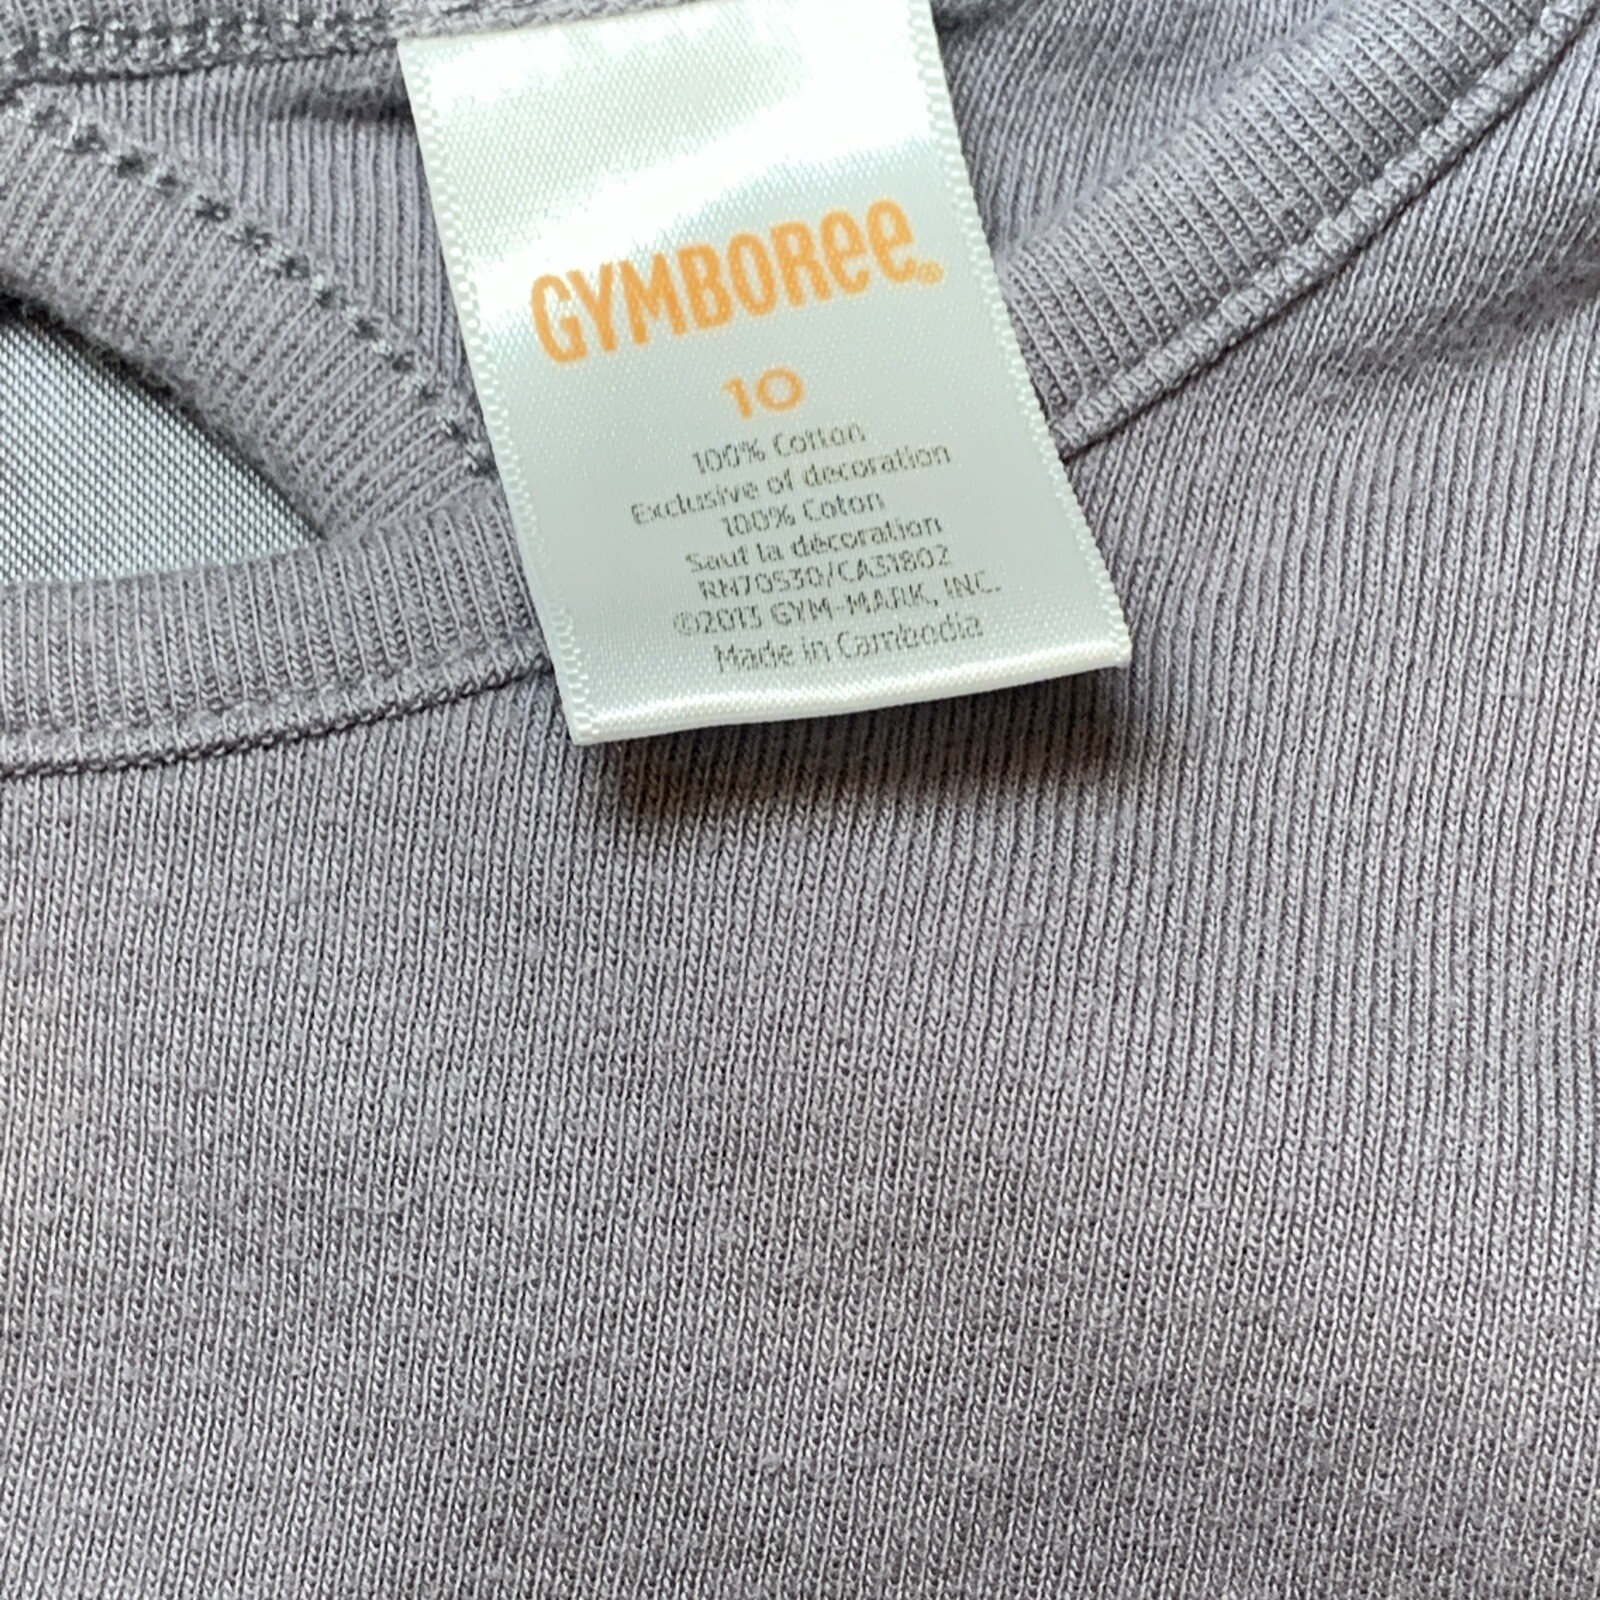 GYMBOREE®
10
100% Cotton
Exclusive of decoration
100% Coton
Sauf la décoration
RN70530/CA31802
©2013 GYM-MARK, INC.
Made in Cambodia